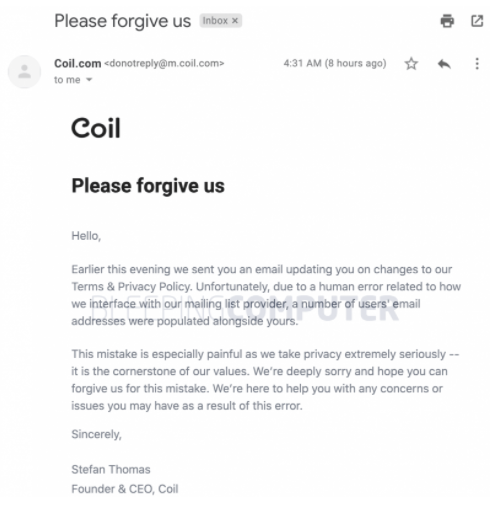 Please forgive us Inbox ×
Coil.com <donotreply@m.coil.com> 4:31 AM (8 hours ago)
to me
Coil
Please forgive us
Hello,
Earlier this evening we sent you an email updating you on changes to our
Terms & Privacy Policy. Unfortunately, due to a human error related to how
we interface with our mailing list provider, a number of users' email
addresses were populated alongside yours.
BLEEPINGCOMPUTER
This mistake is especially painful as we take privacy extremely seriously --
it is the cornerstone of our values. We're deeply sorry and hope you can
forgive us for this mistake. We're here to help you with any concerns or
issues you may have as a result of this error.
Sincerely,
Stefan Thomas
Founder & CEO, Coil